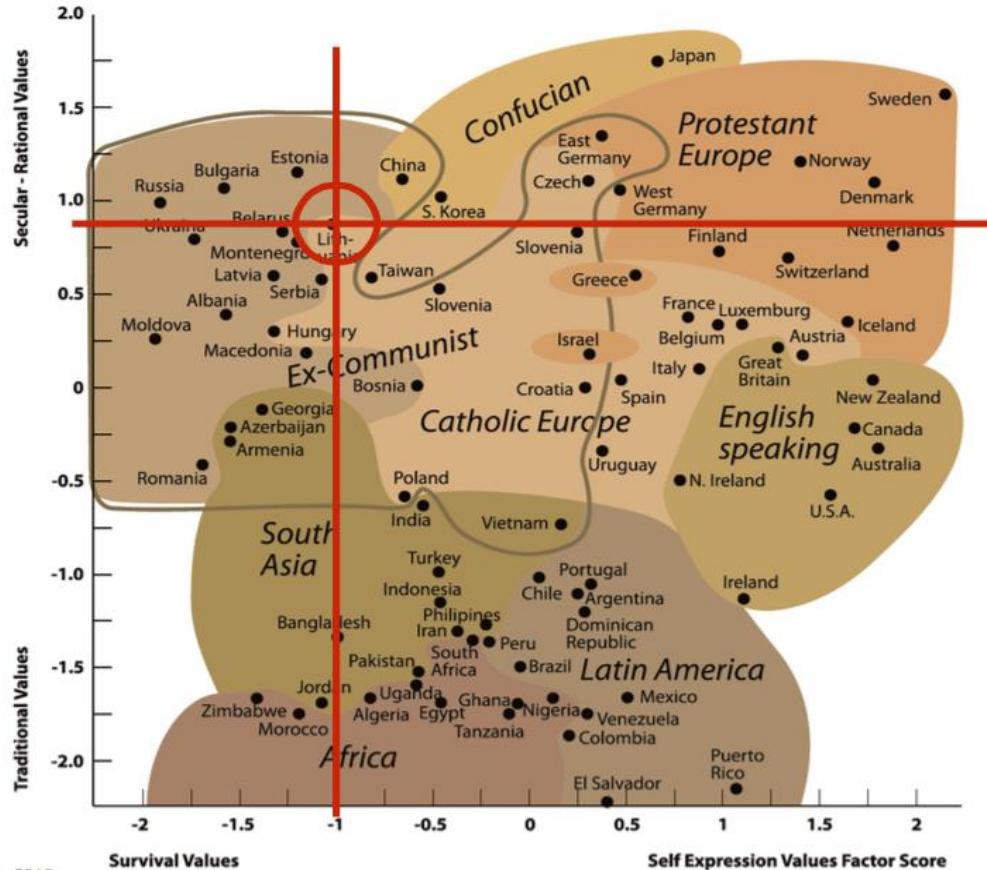 2.0
Japan
Confucian
1.5
Sweden
Protestant
Europe
East
Germany
Estonia
China
Norway
Bulgaria
Czech
Russia
Denmark
West
Germany
1.0
S. Korea
Belarus
Ukraina
Netherlands
Finland
Lith-
uania
Montenegro
Slovenia
Taiwan
Switzerland
Latvia
Greece
Serbia
Slovenia
0.5
Albania
France
Luxemburg
Iceland
Moldova
Hungary
Belgium
Austria
Israel
Macedonia
Ex-Communist
Italy
Great
Britain
Bosnia
0
Croatia
Spain
New Zealand
Georgia
Catholic Europe
English
speaking
Azerbaijan
Canada
Armenia
Australia
Uruguay
Romania
Poland
N. Ireland
-0.5
India
U.S.A.
Vietnam
South
Asia
Turkey
Portugal
-1.0
Indonesia
Chile
Argentina
Ireland
Philipines
Bangladesh
Iran
Dominican
Republic
South
Africa
Peru
Pakistan
Brazil
Latin America
-1.5
Jordan
Uganda
Ghana
Mexico
Zimbabwe
Algeria
Egypt
Nigeria
Venezuela
Morocco
Tanzania
Colombia
Africa
Puerto
Rico
-2.0
El Salvador
-2
-1.5
-1
-0.5
0
0.5
1
1.5
2
Secular - Rational Values
Traditional Values
Survival Values
Self Expression Values Factor Score